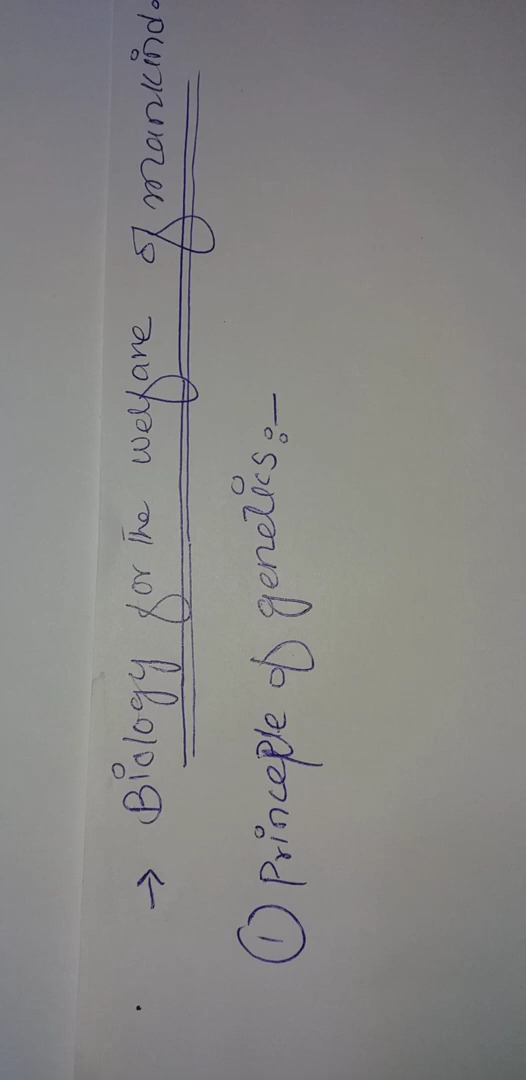 → Biology for the welfare of mankind.
① Princeple of genetics:-